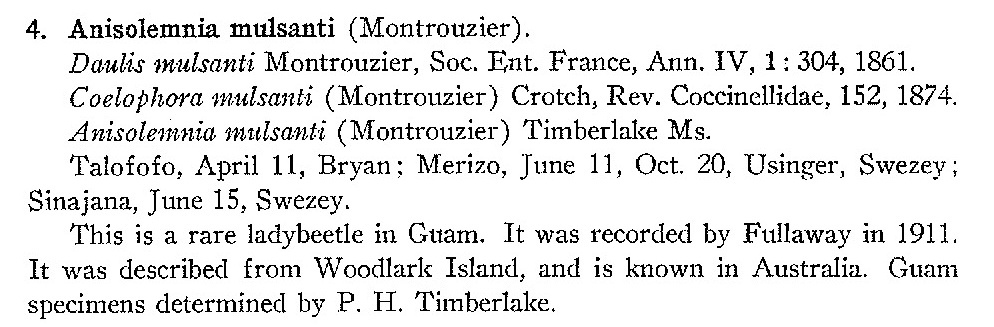 4. Anisolemnia mulsanti (Montrouzier).
Daulis mulsanti Montrouzier, Soc. Ent. France, Ann. IV, 1: 304, 1861.
Coelophora mulsanti (Montrouzier) Crotch, Rev. Coccinellidae, 152, 1874.
Anisolemnia mulsanti (Montrouzier) Timberlake Ms.
Talofofo, April 11, Bryan; Merizo, June 11, Oct. 20, Usinger, Swezey;
Sinajana, June 15, Swezey.
This is a rare ladybeetle in Guam. It was recorded by Fullaway in 1911.
It was described from Woodlark Island, and is known in Australia. Guam
specimens determined by P. H. Timberlake.